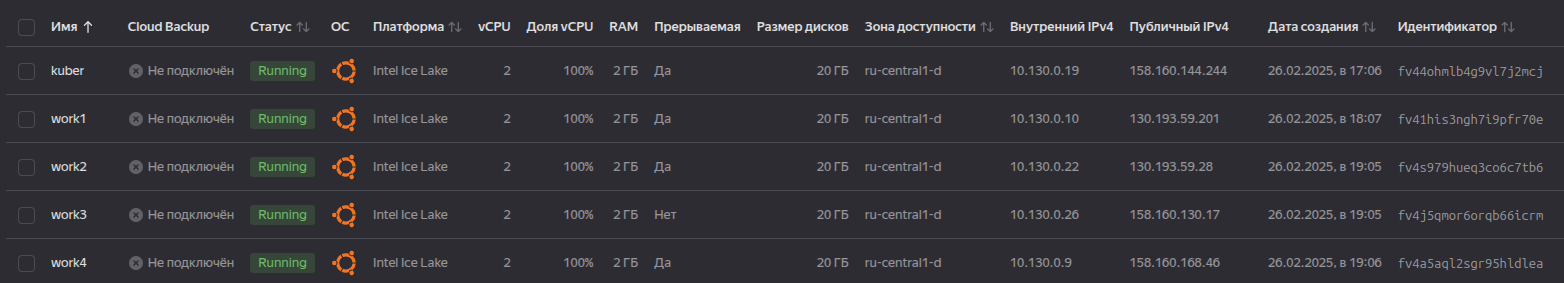 Имя Cloud Backup Статус ОС Платформа vCPU Доля vCPU RAM Прерываемая Размер дисков Зона доступности Внутренний IPv4 Публичный IPv4 Дата создания Идентификатор
kuber Не подключён Running Intel Ice Lake 2 100% 2 ГБ Да 20 ГБ ru-central1-d 10.130.0.19 158.160.144.244 26.02.2025, в 17:06 fv44ohmlb4g9vl7j2mcj
work1 Не подключён Running Intel Ice Lake 2 100% 2 ГБ Да 20 ГБ ru-central1-d 10.130.0.10 130.193.59.201 26.02.2025, в 18:07 fv41his3ngh7i9pfr70e
work2 Не подключён Running Intel Ice Lake 2 100% 2 ГБ Да 20 ГБ ru-central1-d 10.130.0.22 130.193.59.28 26.02.2025, в 19:05 fv4s979hueq3co6c7tb6
work3 Не подключён Running Intel Ice Lake 2 100% 2 ГБ Нет 20 ГБ ru-central1-d 10.130.0.26 158.160.130.17 26.02.2025, в 19:05 fv4j5qmor6orqb66icrm
work4 Не подключён Running Intel Ice Lake 2 100% 2 ГБ Да 20 ГБ ru-central1-d 10.130.0.9 158.160.168.46 26.02.2025, в 19:06 fv4a5aql2sgr95hldlea